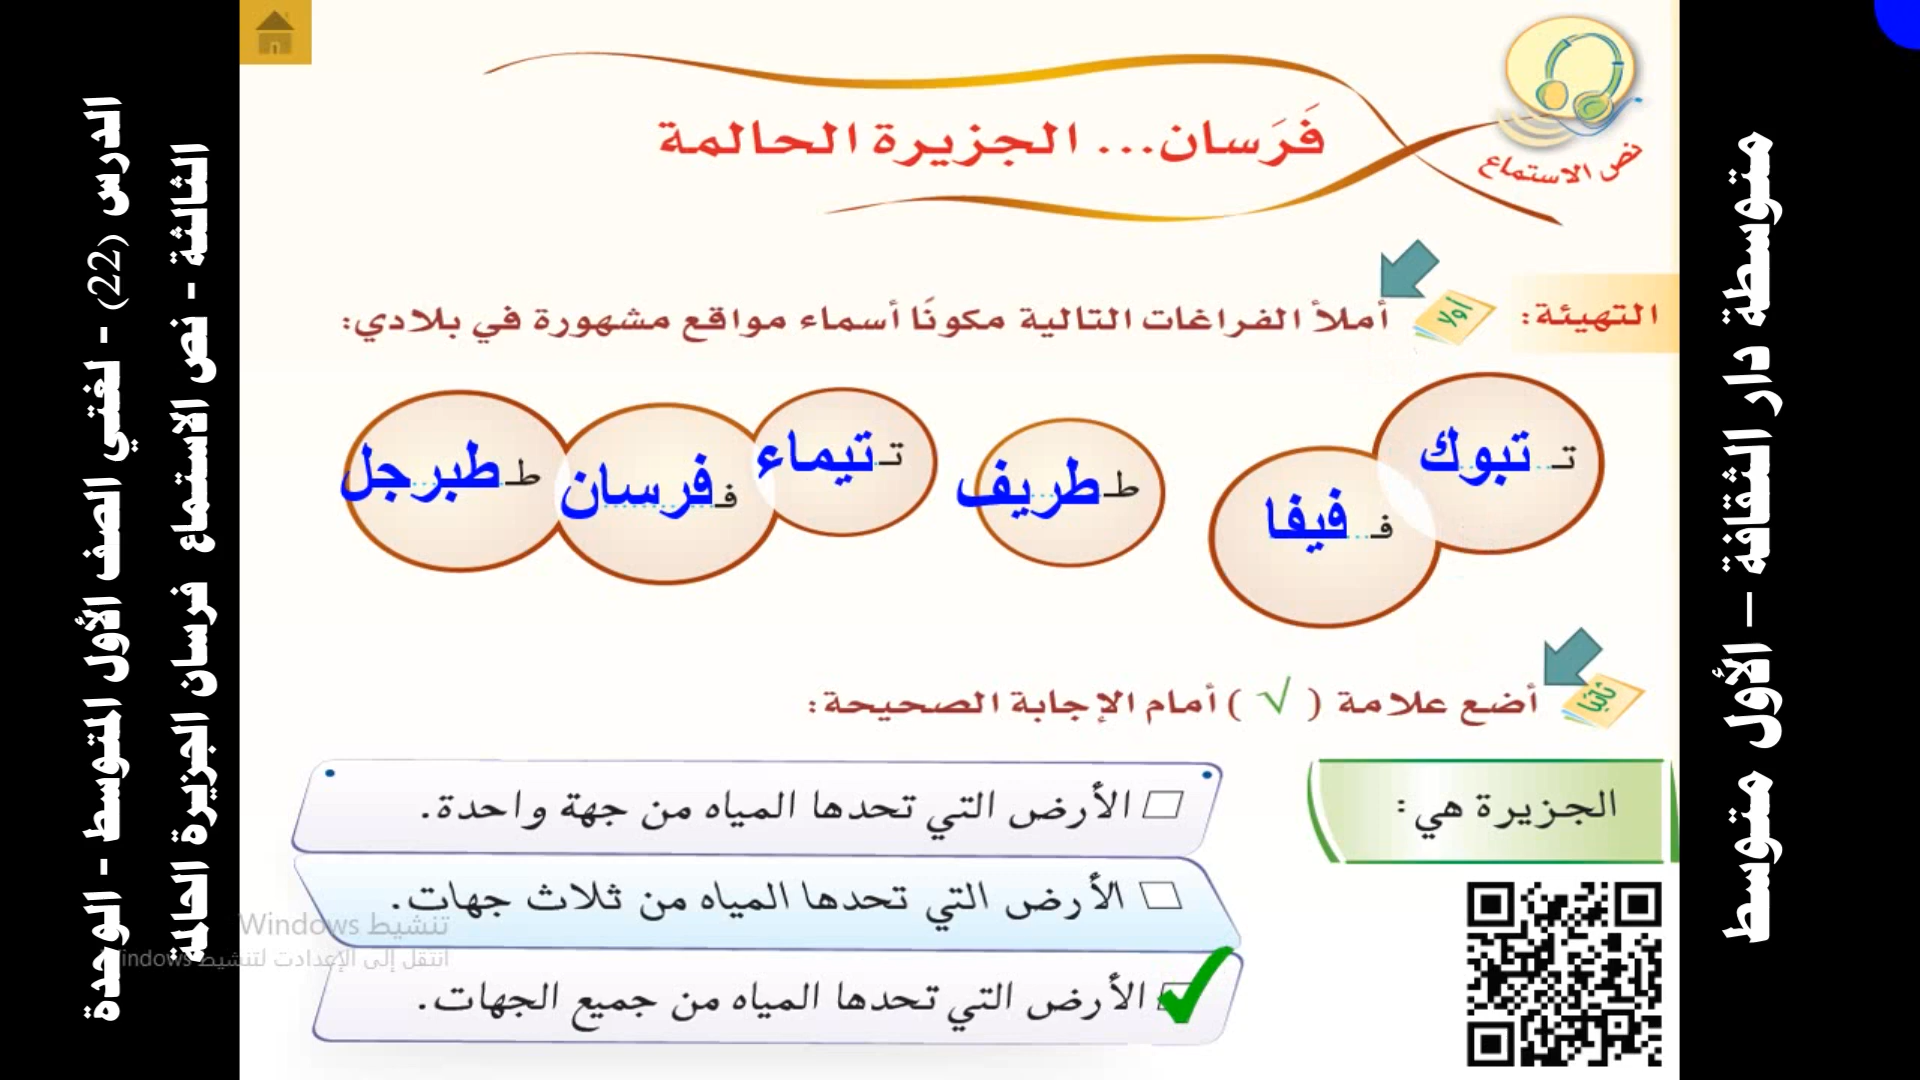 متوسطة دار الثقافة – الأول متوسط
نص الاستماع
فَرَسان... الجزيرة الحالمة
التهيئة:
أولا
أملأ الفراغات التالية مكونًا أسماء مواقع مشهورة في بلادي:
تـ.. تبوك
فـ... فيفا
طـ... طريف
تـ.. تيماء
فـ... فرسان
طـ... طبرجل
ثانيا
أضع علامة ( √ ) أمام الإجابة الصحيحة:
الجزيرة هي:
الأرض التي تحدها المياه من جهة واحدة.
الأرض التي تحدها المياه من ثلاث جهات.
الأرض التي تحدها المياه من جميع الجهات.
الدرس (22) - لغتي الصف الأول المتوسط - الوحدة
الثالثة - نص الاستماع فرسان الجزيرة الحالمة
تنشيط Windows
انتقل إلى الإعدادت لتنشيط indows